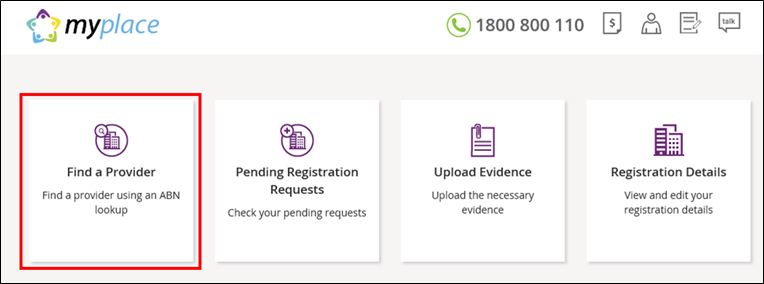 myplace
1800 800 110
$
talk
Find a Provider
Find a provider using an ABN
lookup
Pending Registration
Requests
Check your pending requests
Upload Evidence
Upload the necessary
evidence
Registration Details
View and edit your
registration details